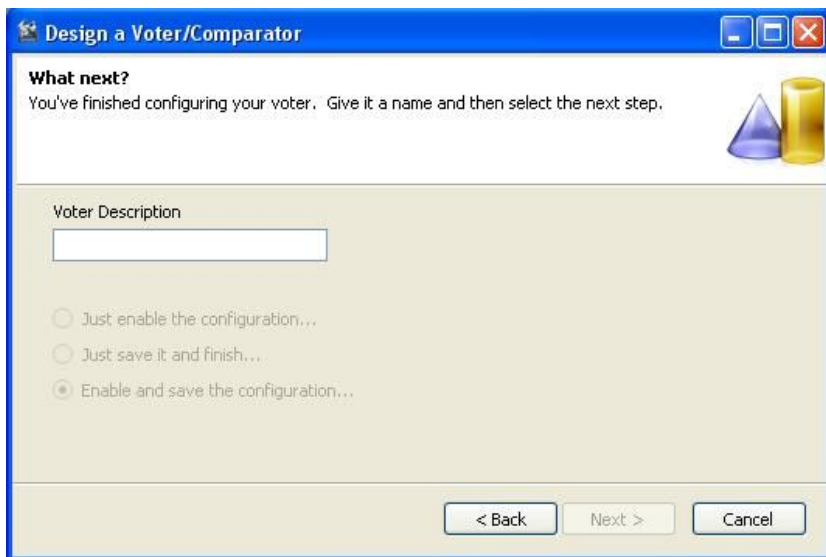 Design a Voter/Comparator
What next?
You've finished configuring your voter.  Give it a name and then select the next step.
Voter Description
Just enable the configuration...
Just save it and finish...
Enable and save the configuration...
< Back
Next >
Cancel